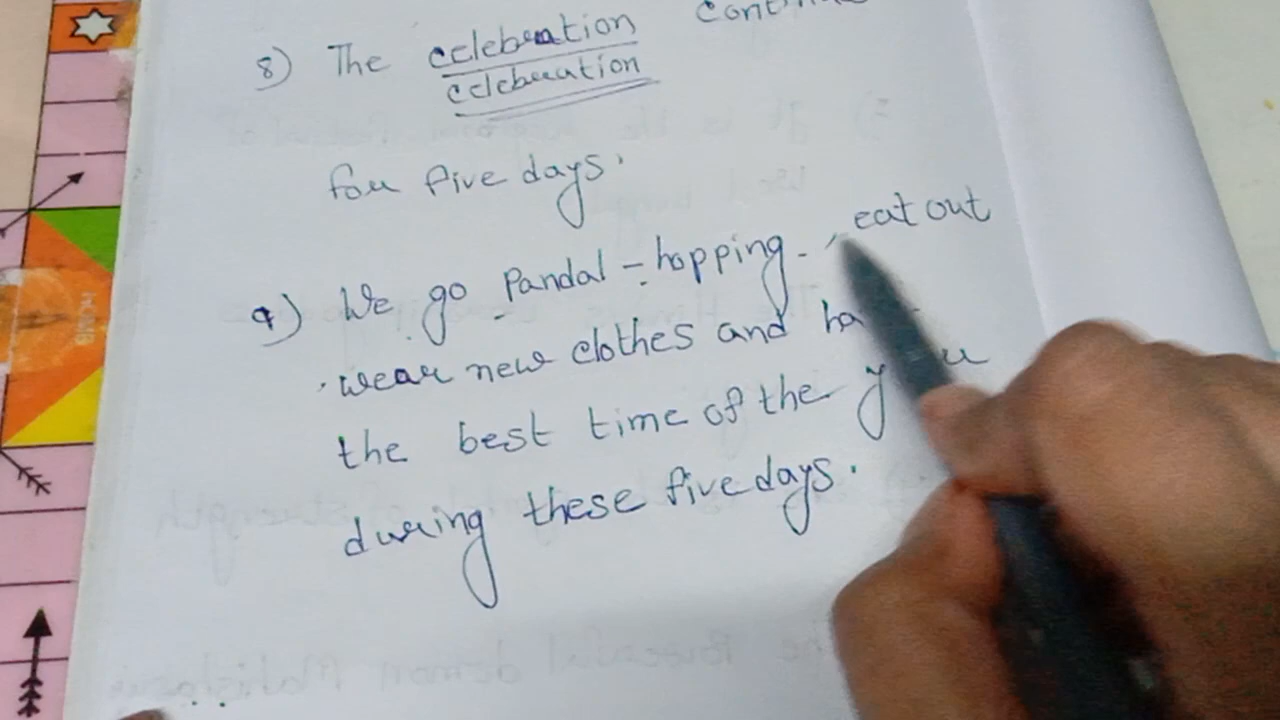 8) The celebration
celebration
for five days.
9) We go Pandal-hopping, eat out
wear new clothes and
the best time of the
during these five days.